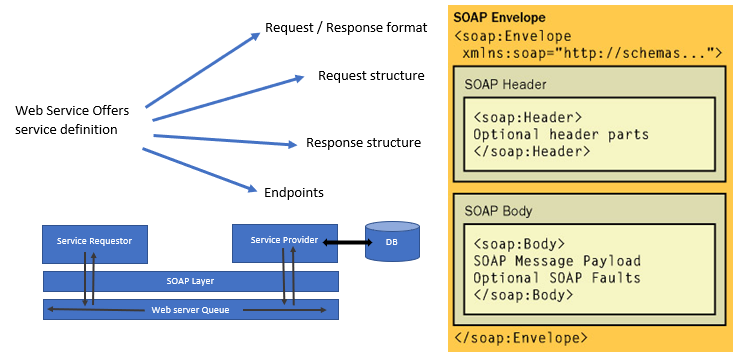 Request / Response format
Request structure
Web Service Offers
service definition
Response structure
Endpoints
Service Requestor
Service Provider
DB
SOAP Layer
Web server Queue
SOAP Envelope
<soap:Envelope
xmlns:soap="http://schemas...">
SOAP Header
<soap:Header>
Optional header parts
</soap:Header>
SOAP Body
<soap:Body>
SOAP Message Payload
Optional SOAP Faults
</soap:Body>
</soap:Envelope>